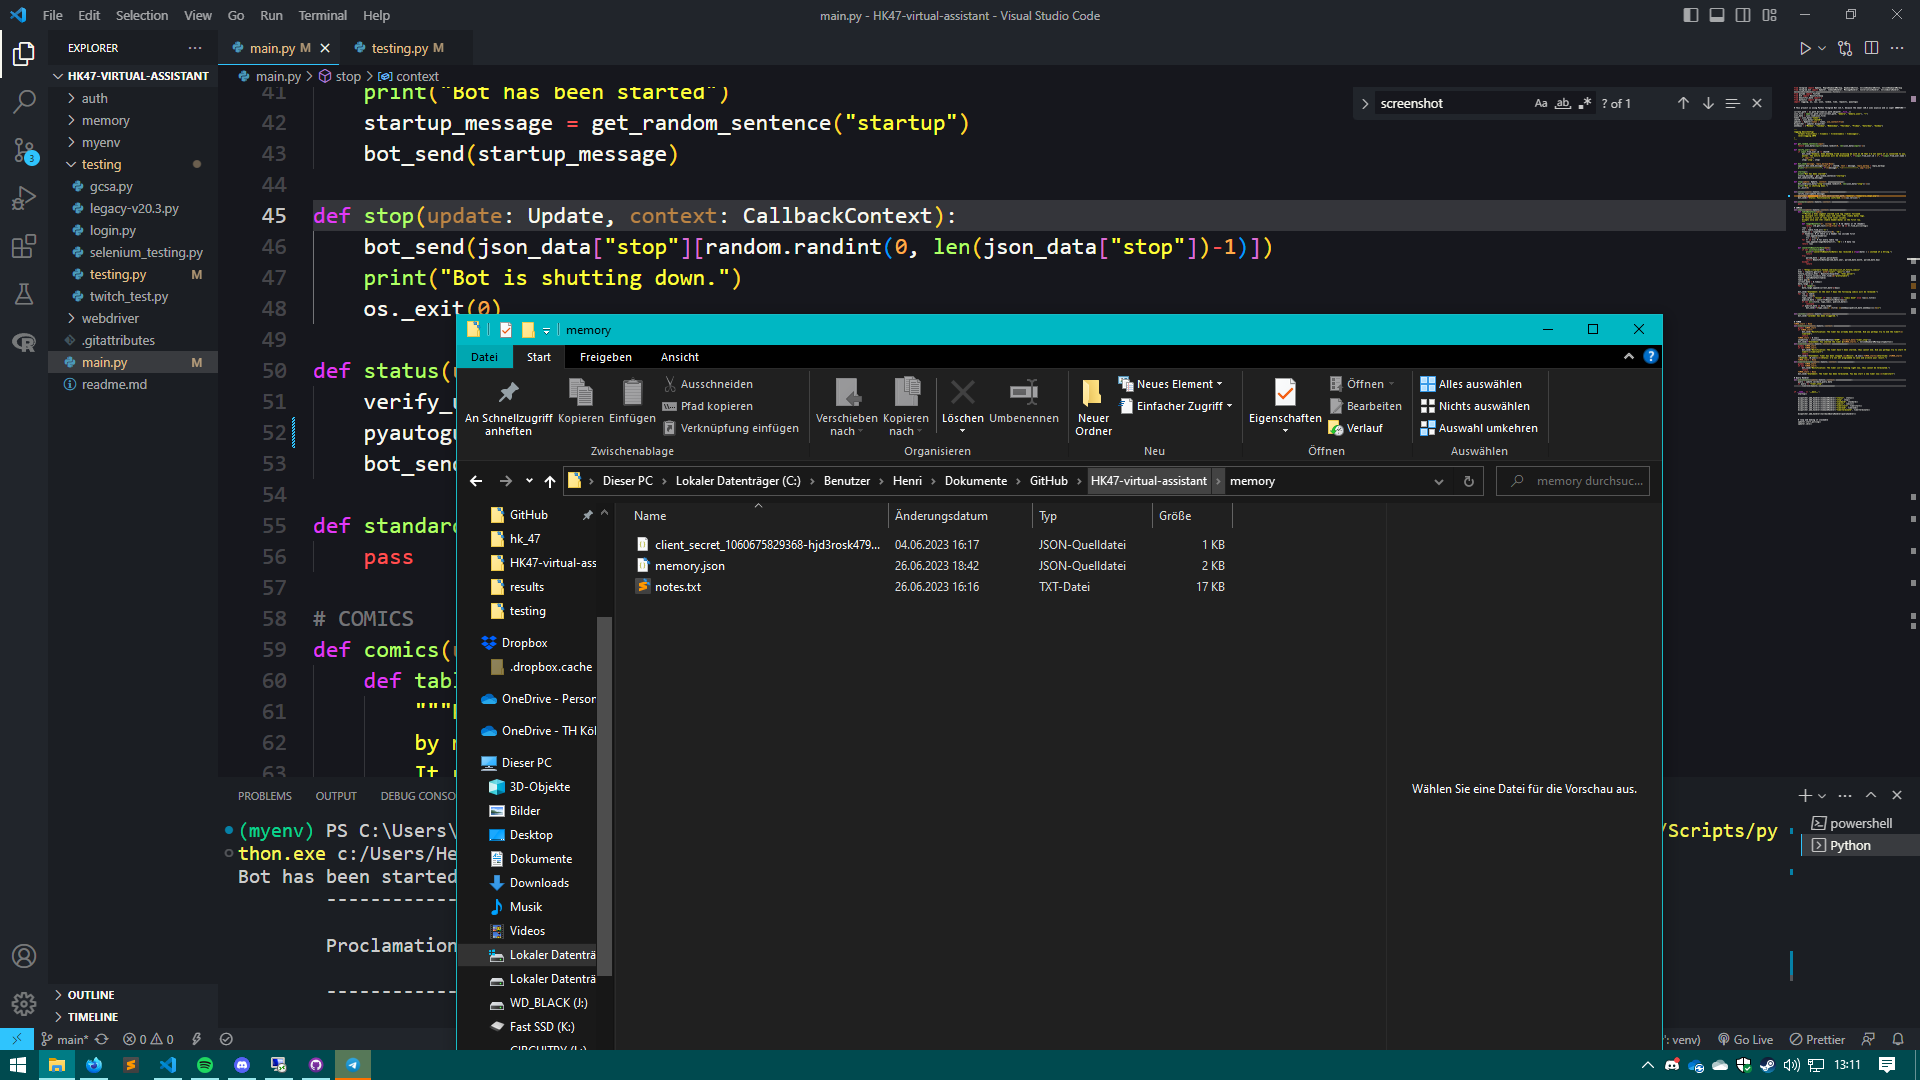 File Edit Selection View Go Run Terminal Help
main.py - HK47-virtual-assistant - Visual Studio Code
EXPLORER
HK47-VIRTUAL-ASSISTANT
auth
memory
myenv
testing
gcsa.py
legacy-v20.3.py
login.py
selenium_testing.py
testing.py M
twitch_test.py
webdriver
.gitattributes
main.py M
readme.md
OUTLINE
TIMELINE
3
main.py M
testing.py M
main.py > stop > context
screenshot
Aa ab .* ? of 1
41 print("Bot has been started")
42 startup_message = get_random_sentence("startup")
43 bot_send(startup_message)
44
45 def stop(update: Update, context: CallbackContext):
46 bot_send(json_data["stop"][random.randint(0, len(json_data["stop"])-1)])
47 print("Bot is shutting down.")
48 os._exit(0)
49
50 def status(
51 verify_
52 pyautog
53 bot_sen
54
55 def standar
56 pass
57
58 # COMICS
59 def comics(
60 def tab
61 """
62 by
63 It
memory
Datei Start Freigeben Ansicht
An Schnellzugriff anheften
Kopieren
Einfügen
Ausschneiden
Pfad kopieren
Verknüpfung einfügen
Zwischenablage
Verschieben nach
Kopieren nach
Löschen
Umbenennen
Organisieren
Neuer Ordner
Neues Element
Einfacher Zugriff
Neu
Eigenschaften
Öffnen
Bearbeiten
Verlauf
Öffnen
Alles auswählen
Nichts auswählen
Auswahl umkehren
Auswählen
Dieser PC > Lokaler Datenträger (C:) > Benutzer > Henri > Dokumente > GitHub > HK47-virtual-assistant > memory
memory durchsuc...
GitHub
hk_47
HK47-virtual-ass
results
testing
Dropbox
.dropbox.cache
OneDrive - Person
OneDrive - TH Köl
Dieser PC
3D-Objekte
Bilder
Desktop
Dokumente
Downloads
Musik
Videos
Lokaler Datenträ
Lokaler Datenträ
WD_BLACK (J:)
Fast SSD (K:)
Name Änderungsdatum Typ Größe
client_secret_1060675829368-hjd3rosk479... 04.06.2023 16:17 JSON-Quelldatei 1 KB
memory.json 26.06.2023 18:42 JSON-Quelldatei 2 KB
notes.txt 26.06.2023 16:16 TXT-Datei 17 KB
Wählen Sie eine Datei für die Vorschau aus.
PROBLEMS OUTPUT DEBUG CONSO
(myenv) PS C:\Users\
/Scripts/py
thon.exe c:/Users/He
Bot has been started
------------
Proclamation
------------
powershell
Python
main* 0 0
: venv) Go Live Prettier
13:11